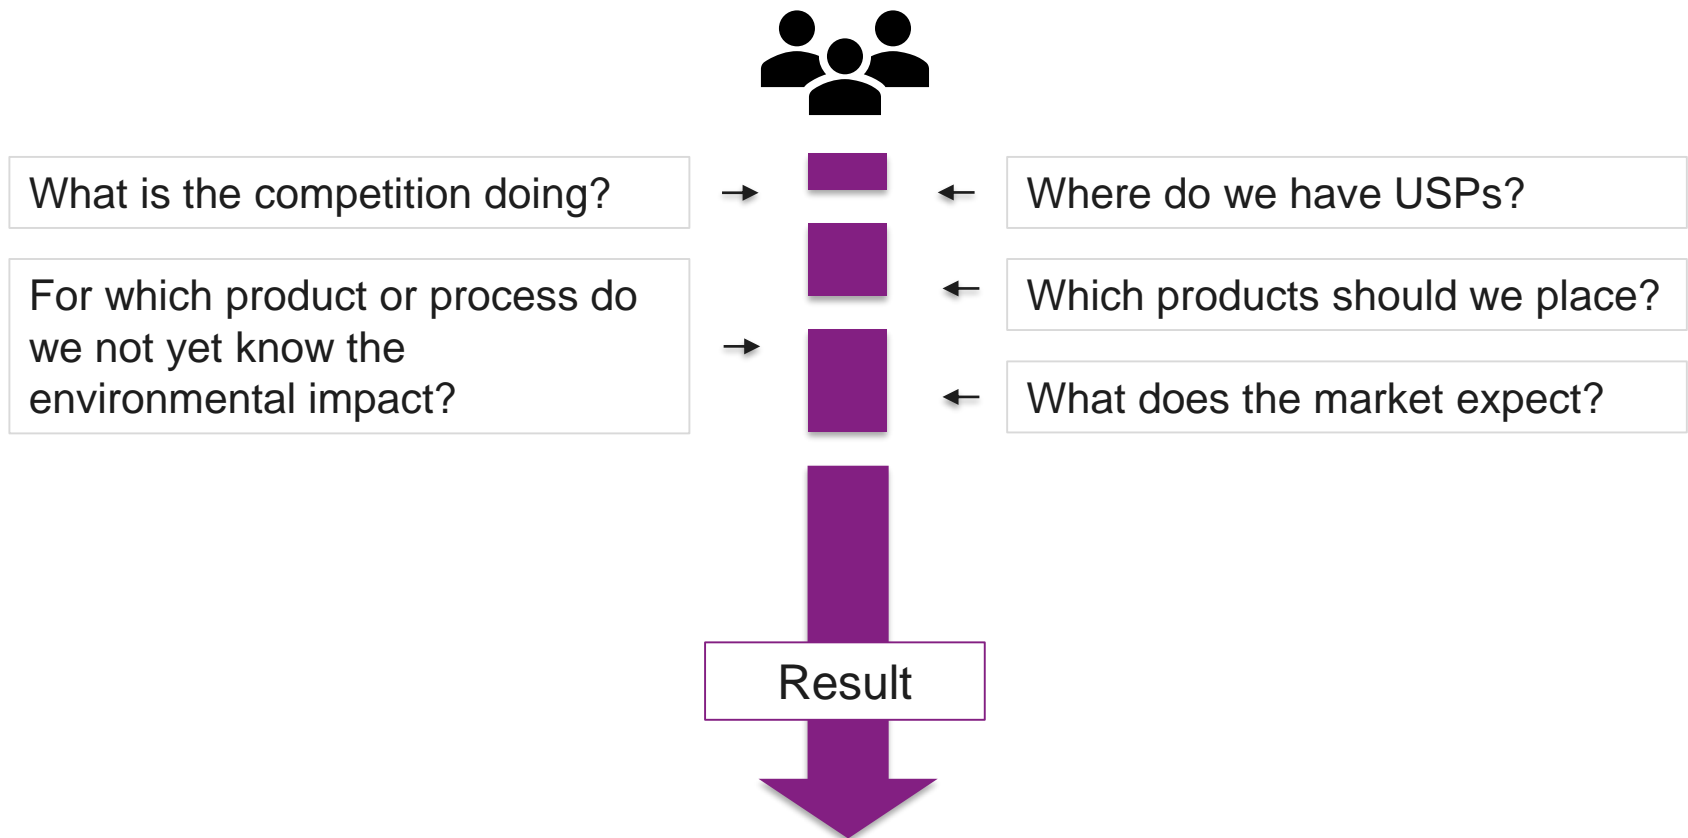 What is the competition doing?
For which product or process do
we not yet know the
environmental impact?
Where do we have USPs?
Which products should we place?
What does the market expect?
Result